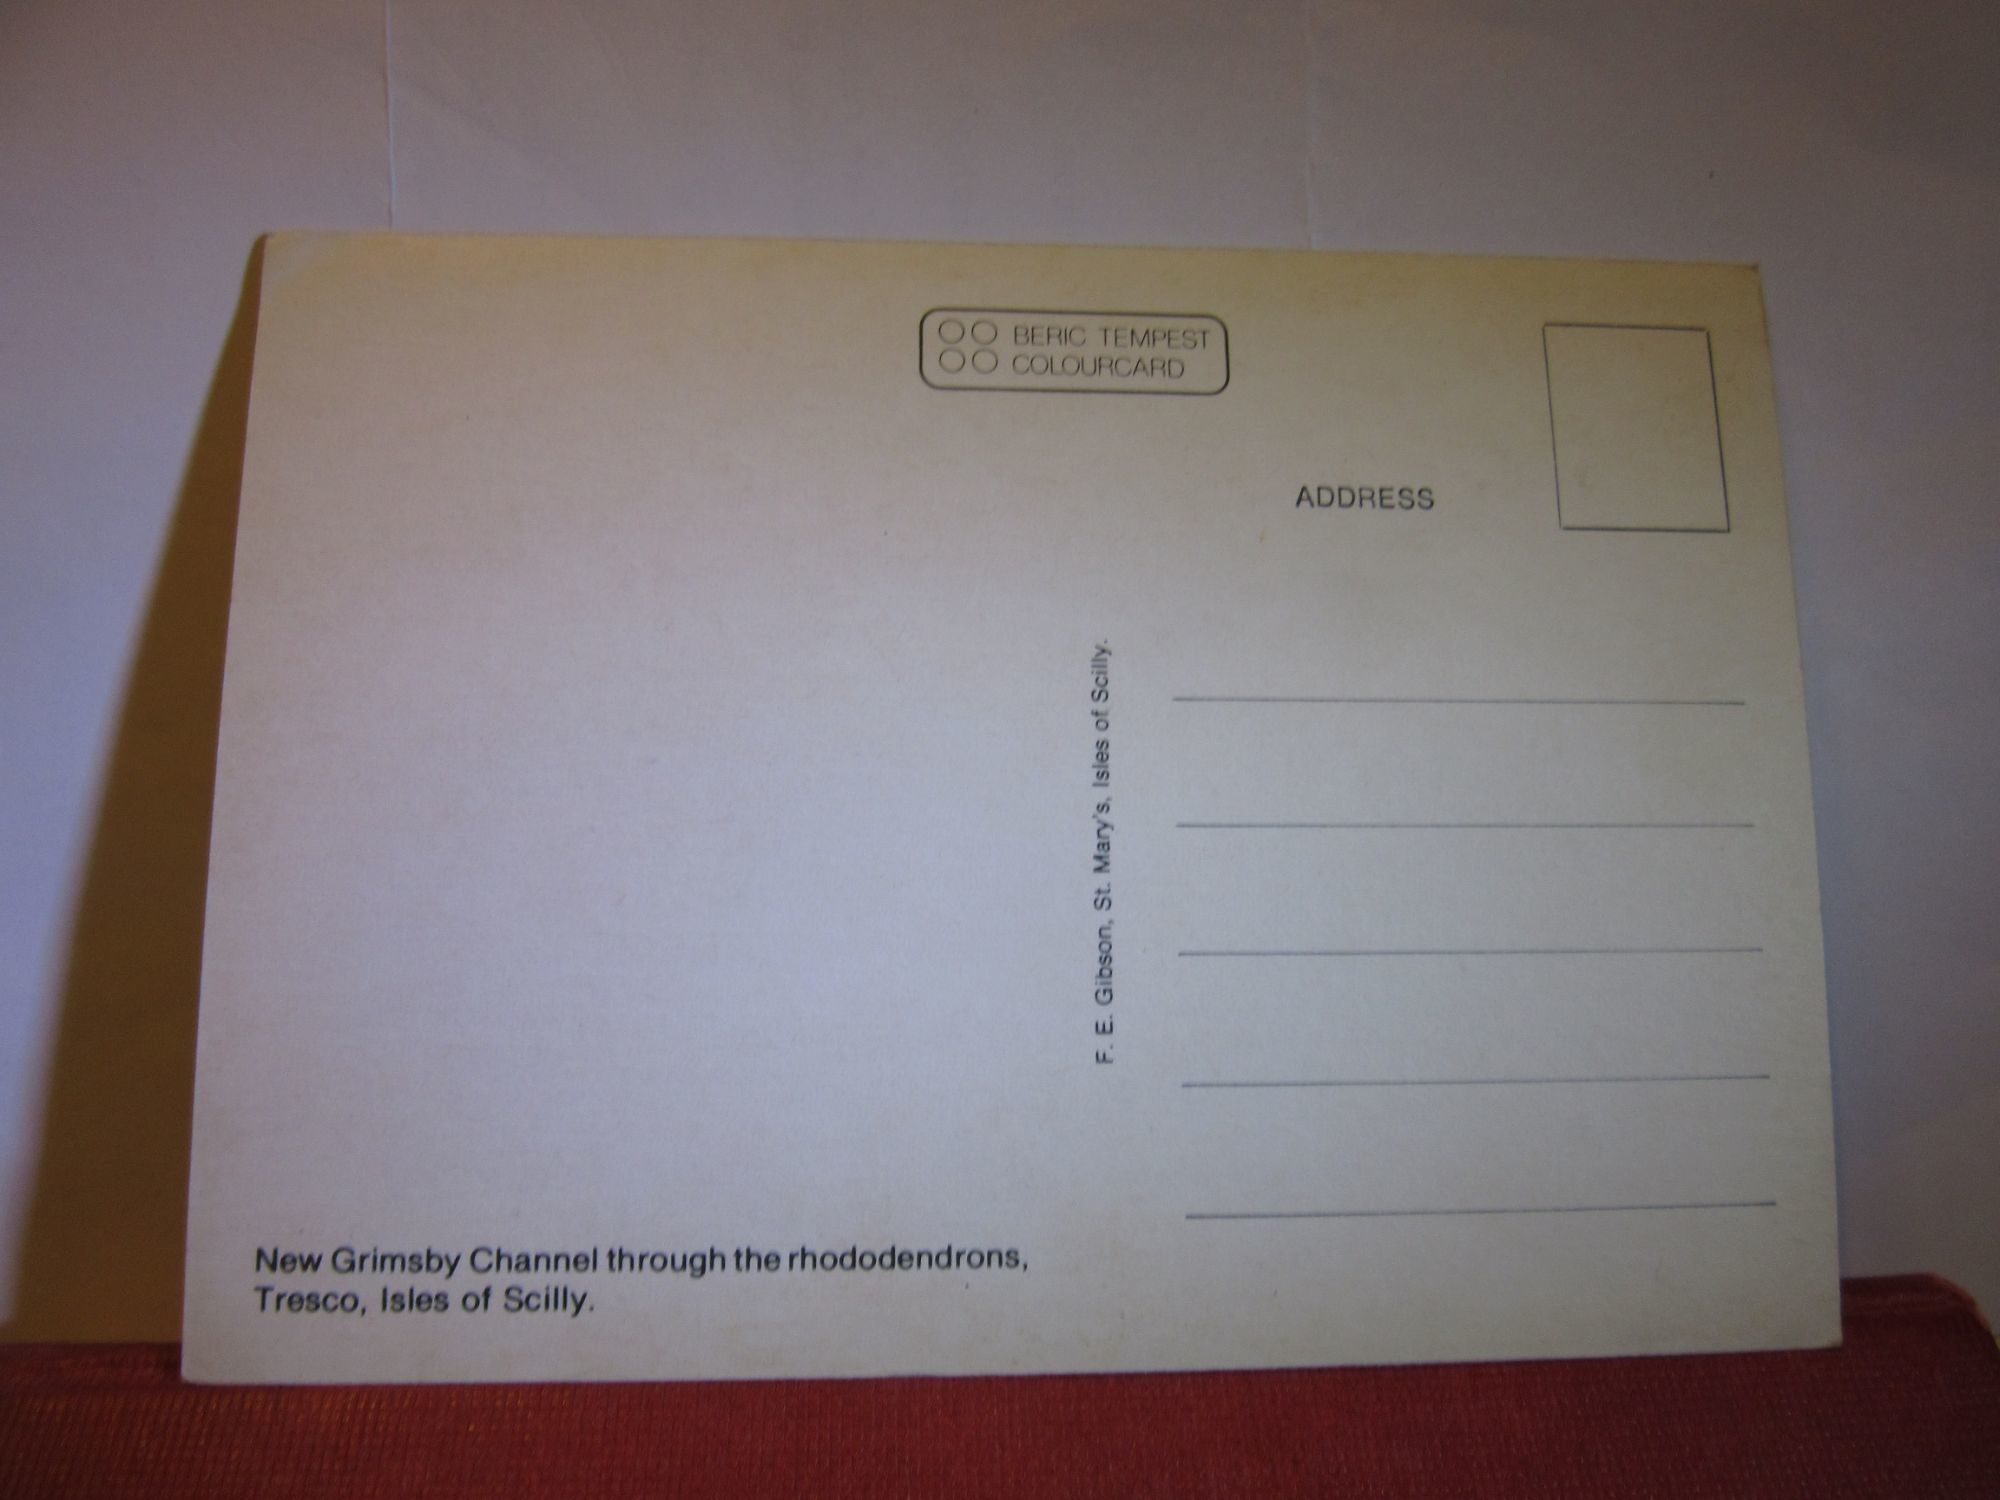 BERIC TEMPEST
COLOURCARD
ADDRESS
F. E. Gibson, St. Mary's, Isles of Scilly.
New Grimsby Channel through the rhododendrons,
Tresco, Isles of Scilly.